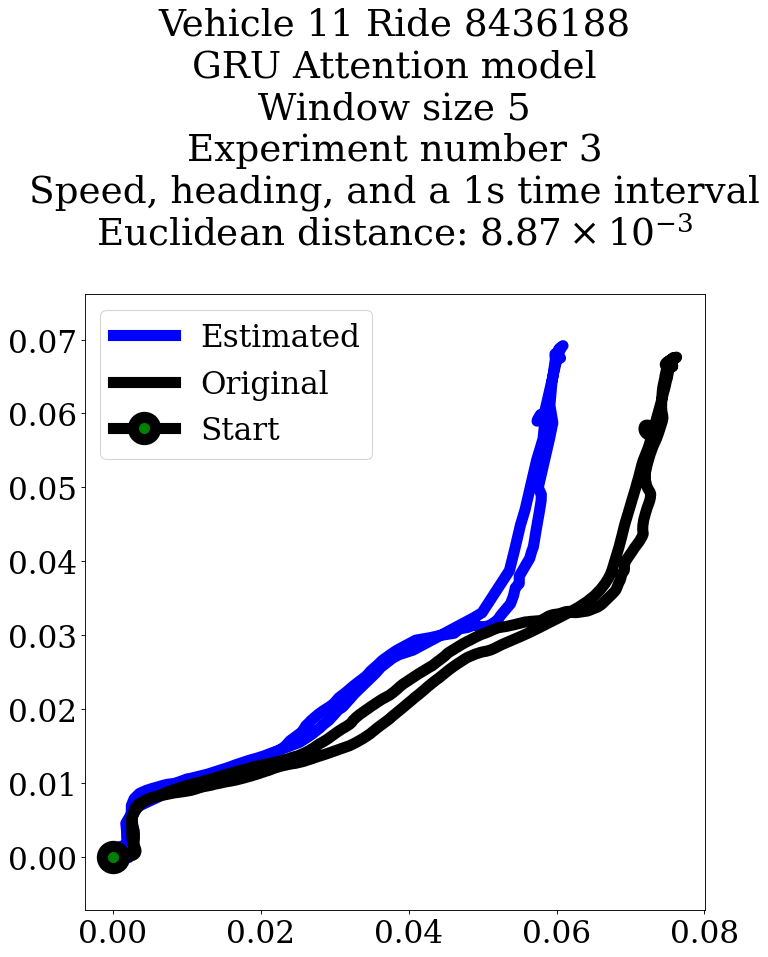 Vehicle 11 Ride 8436188
GRU Attention model
Window size 5
Experiment number 3
Speed, heading, and a 1s time interval
Euclidean distance: 8.87 × 10⁻³
Estimated
Original
Start
0.07
0.06
0.05
0.04
0.03
0.02
0.01
0.00
0.00 0.02 0.04 0.06 0.08